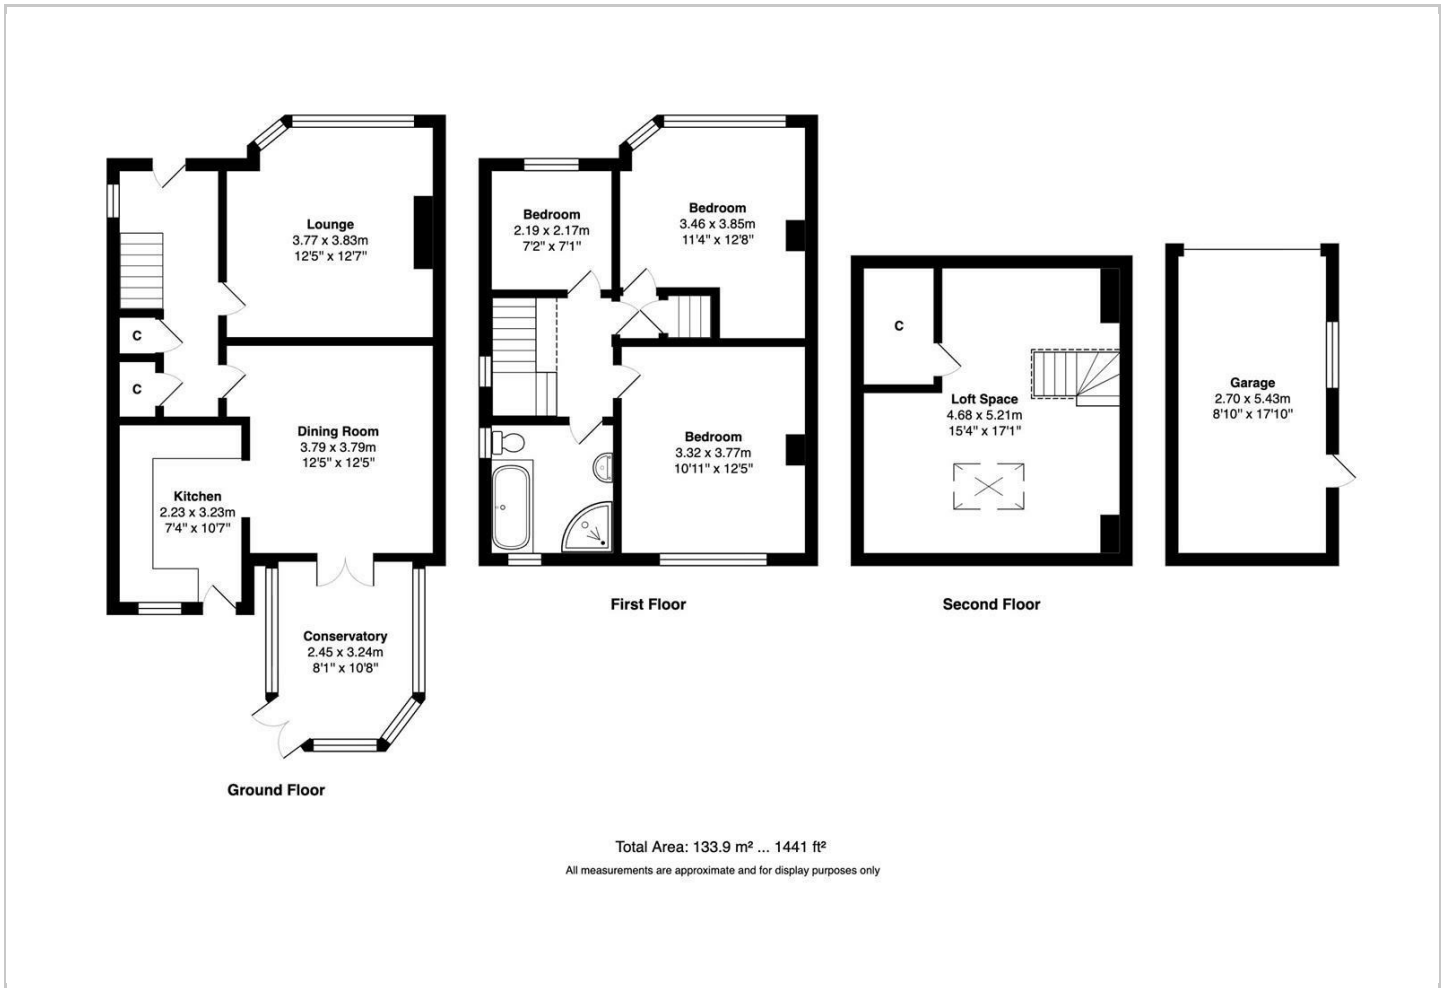 Lounge
3.77 x 3.83m
12'5" x 12'7"
C
C
Dining Room
3.79 x 3.79m
12'5" x 12'5"
Kitchen
2.23 x 3.23m
7'4" x 10'7"
Conservatory
2.45 x 3.24m
8'1" x 10'8"
Ground Floor
Bedroom
2.19 x 2.17m
7'2" x 7'1"
Bedroom
3.46 x 3.85m
11'4" x 12'8"
Bedroom
3.32 x 3.77m
10'11" x 12'5"
First Floor
C
Loft Space
4.68 x 5.21m
15'4" x 17'1"
Second Floor
Garage
2.70 x 5.43m
8'10" x 17'10"
Total Area: 133.9 m² ... 1441 ft²
All measurements are approximate and for display purposes only